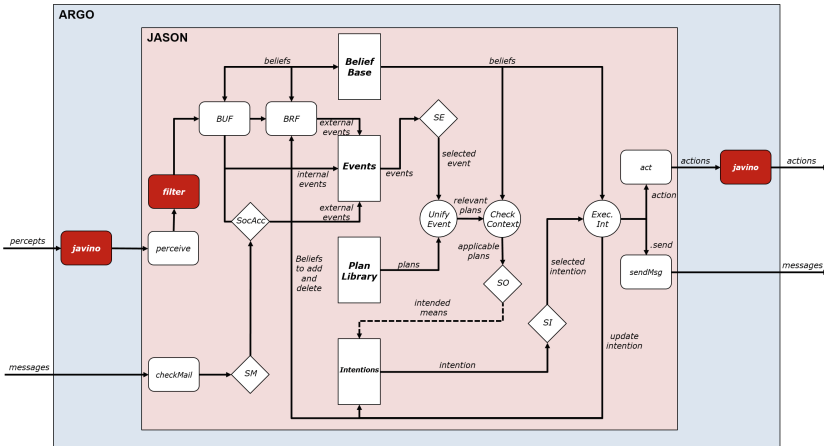 ARGO
JASON
beliefs
Belief
Base
beliefs
BUF
BRF
external
events
SE
Events
internal
events
events
selected
event
act
actions
javino
actions
filter
SocAcc
external
events
Unify
Event
relevant
plans
Check
Context
Exec.
Int
action
percepts
javino
perceive
Beliefs
to add
and
delete
Plan
Library
plans
applicable
plans
selected
intention
.send
sendMsg
messages
SO
intended
means
SI
update
intention
messages
checkMail
SM
Intentions
intention